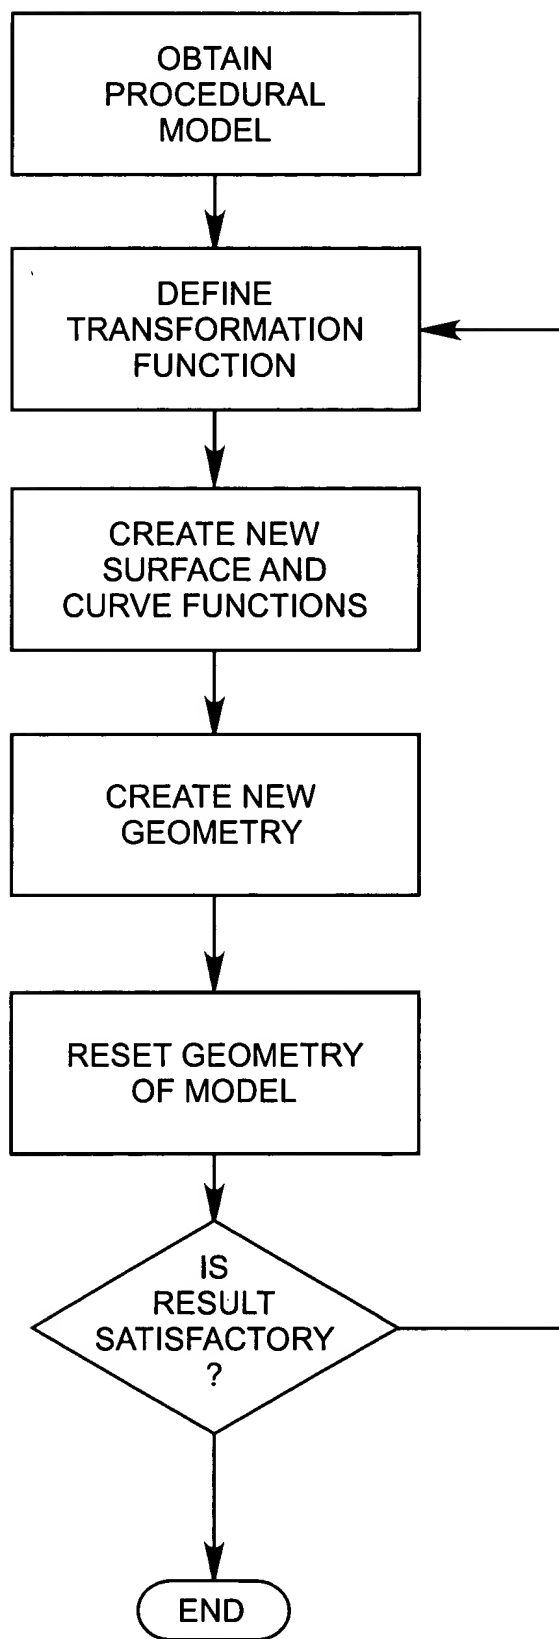 OBTAIN
PROCEDURAL
MODEL
DEFINE
TRANSFORMATION
FUNCTION
CREATE NEW
SURFACE AND
CURVE FUNCTIONS
CREATE NEW
GEOMETRY
RESET GEOMETRY
OF MODEL
IS
RESULT
SATISFACTORY
?
END